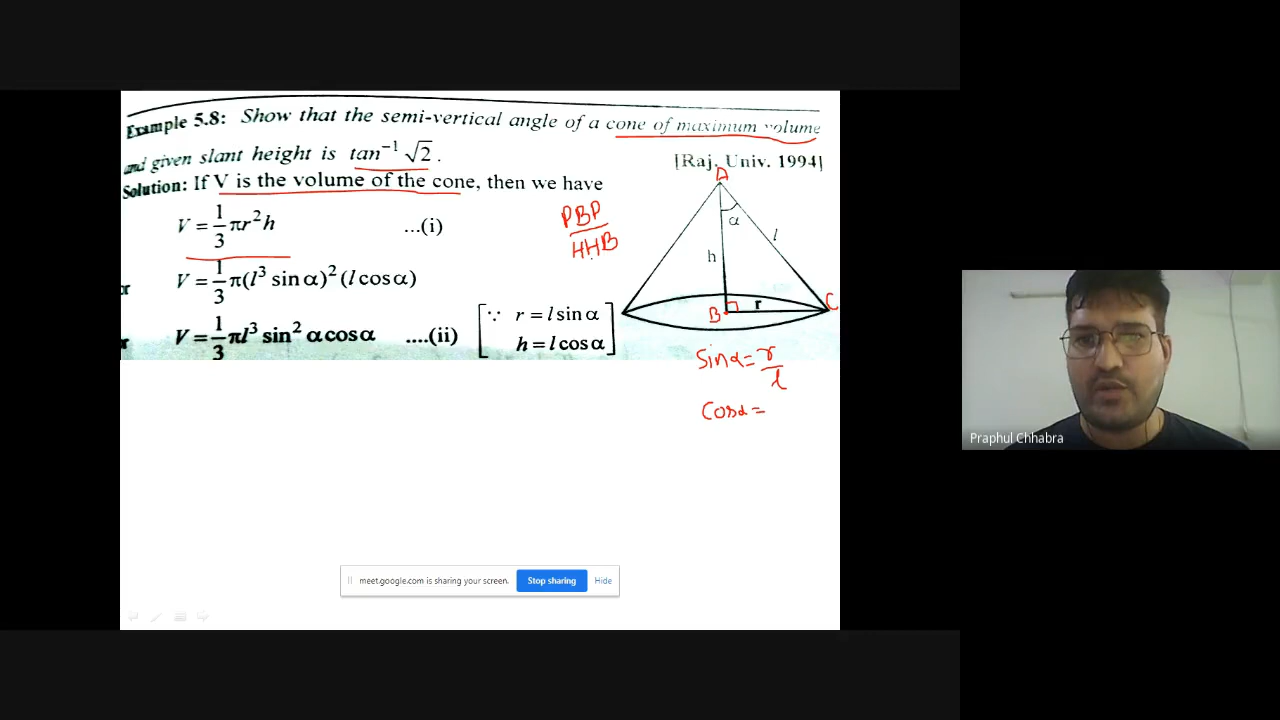 Example 5.8: Show that the semi-vertical angle of a cone of maximum volume
and given slant height is tan⁻¹ √2.
[Raj. Univ. 1994]
Solution: If V is the volume of the cone, then we have
V = 1/3 πr²h ...(i)
or V = 1/3 π(l³ sin α)² (l cos α)
r V = 1/3 πl³ sin² α cos α ....(ii) [∵ r = l sin α
h = l cos α]
PBP
HHB
A
α
l
h
r
B
C
Sinα = r/l
Cosα =
Praphul Chhabra
meet.google.com is sharing your screen. Stop sharing Hide